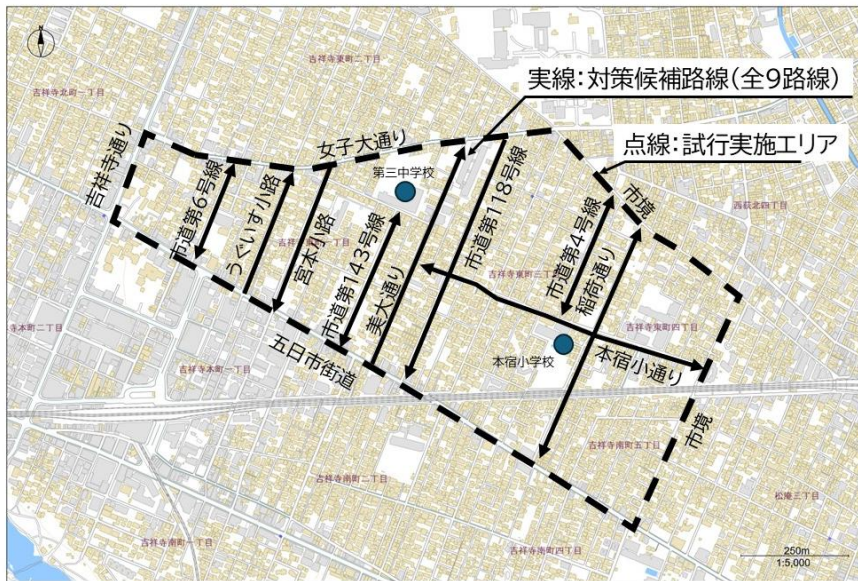 吉祥寺東町二丁目
実線:対策候補路線(全9路線)
吉祥寺北町一丁目
点線:試行実施エリア
女子大通り
第三中学校
吉祥寺通り
市道第6号線
うぐいす小路
宮本小路
市道第143号線
美大通り
市道第118号線
市道第4号線
稲荷通り
市境
西荻北四丁目
吉祥寺東町三丁目
吉祥寺東町四丁目
本宿小学校
本宿小通り
五日市街道
吉祥寺本町一丁目
市境
吉祥寺南町五丁目
吉祥寺南町二丁目
松庵三丁目
吉祥寺南町一丁目
吉祥寺南町四丁目
250m
1:5,000